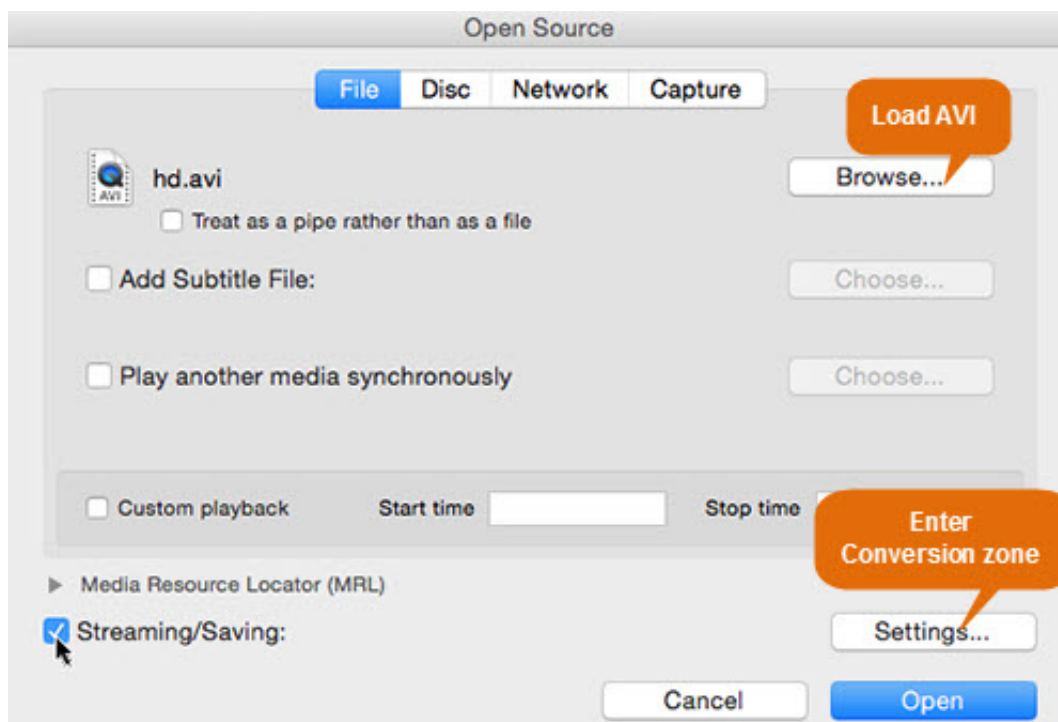 Open Source
File Disc Network Capture
Load AVI
hd.avi
Browse...
AVI
Treat as a pipe rather than as a file
Add Subtitle File:
Choose...
Play another media synchronously
Choose...
Custom playback
Start time
Stop time
Enter
Conversion zone
Media Resource Locator (MRL)
Streaming/Saving:
Settings...
Cancel
Open